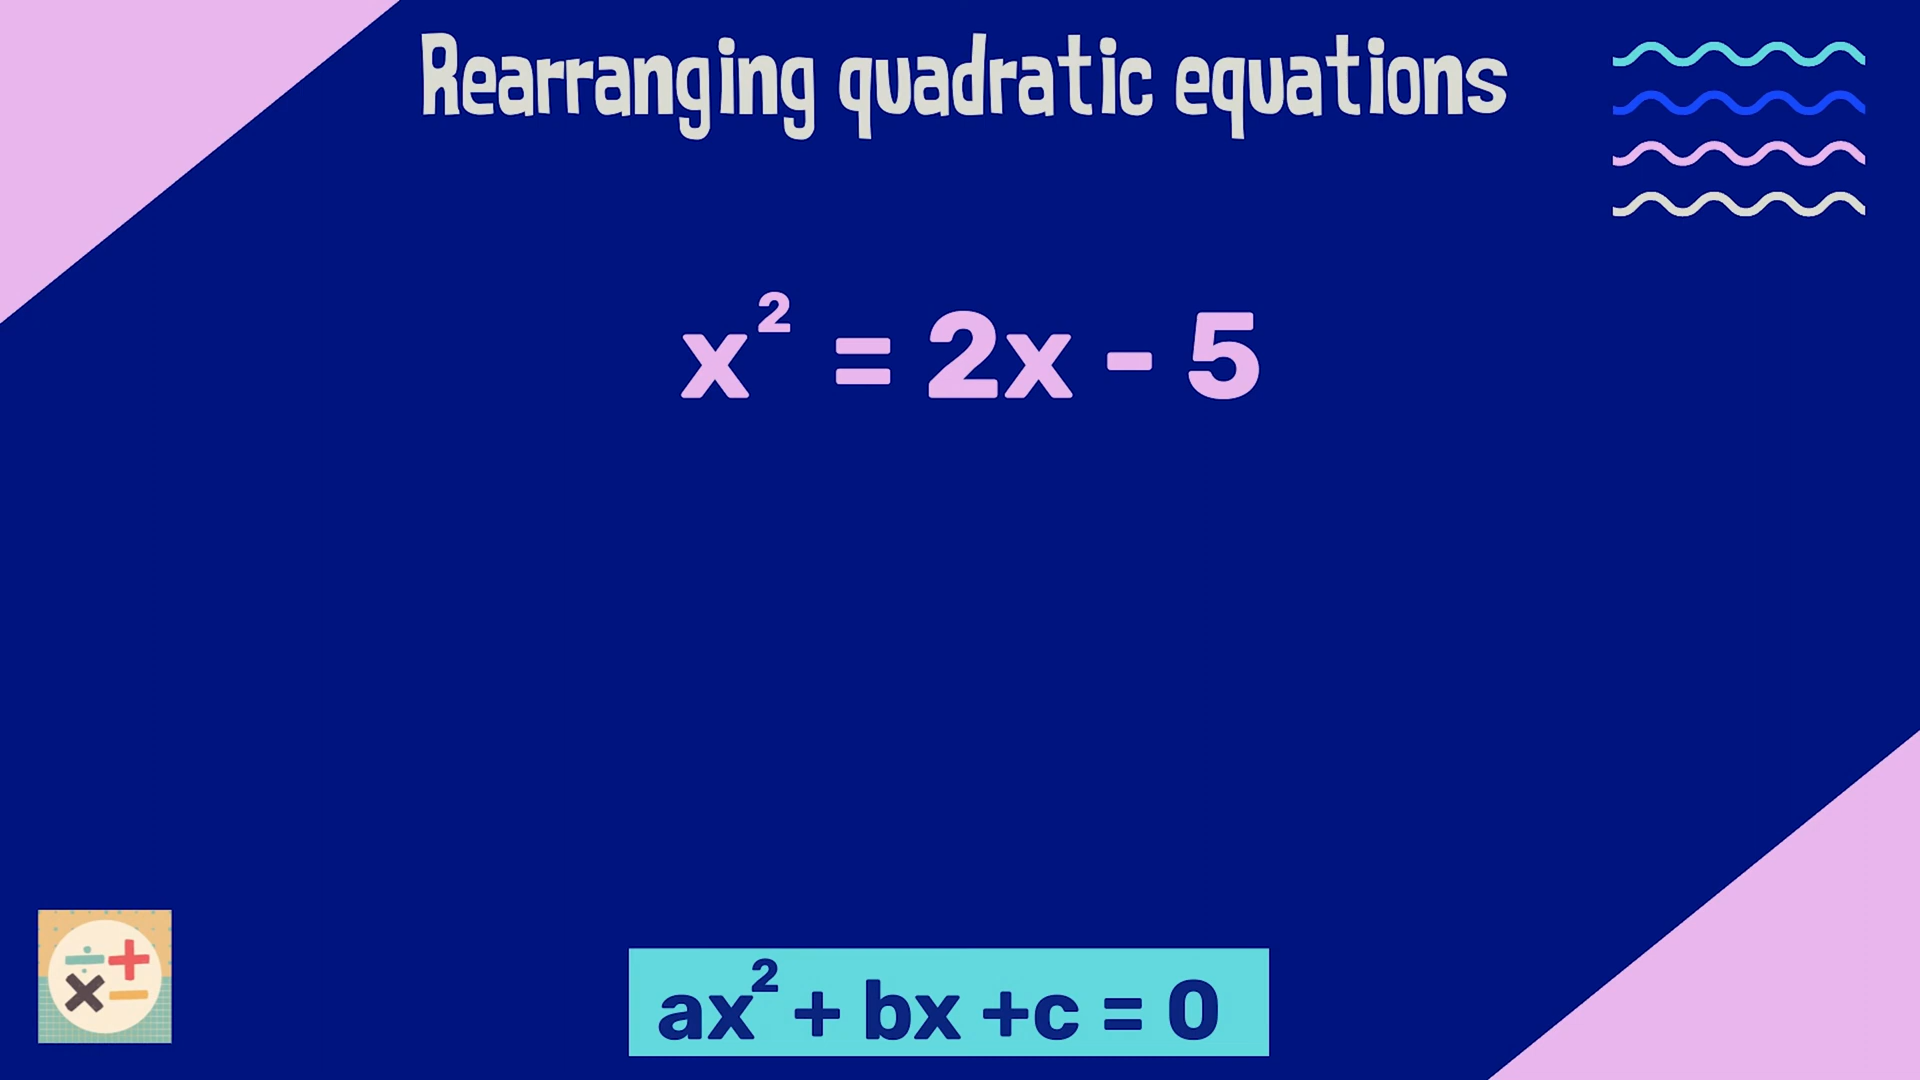 Rearranging quadratic equations
x² = 2x - 5
ax² + bx +c = 0